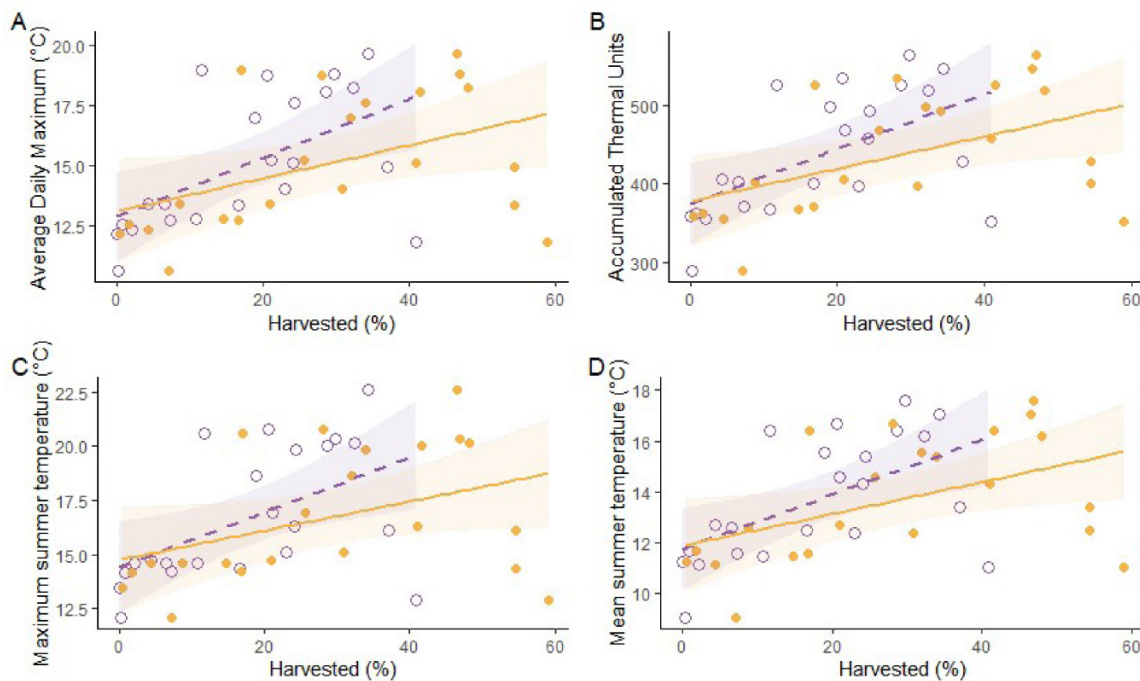 A
Average Daily Maximum (°C)
20.0
17.5
15.0
12.5
0
20
40
60
Harvested (%)
B
Accumulated Thermal Units
500
400
300
0
20
40
60
Harvested (%)
C
Maximum summer temperature (°C)
22.5
20.0
17.5
15.0
12.5
0
20
40
60
Harvested (%)
D
Mean summer temperature (°C)
18
16
14
12
10
0
20
40
60
Harvested (%)